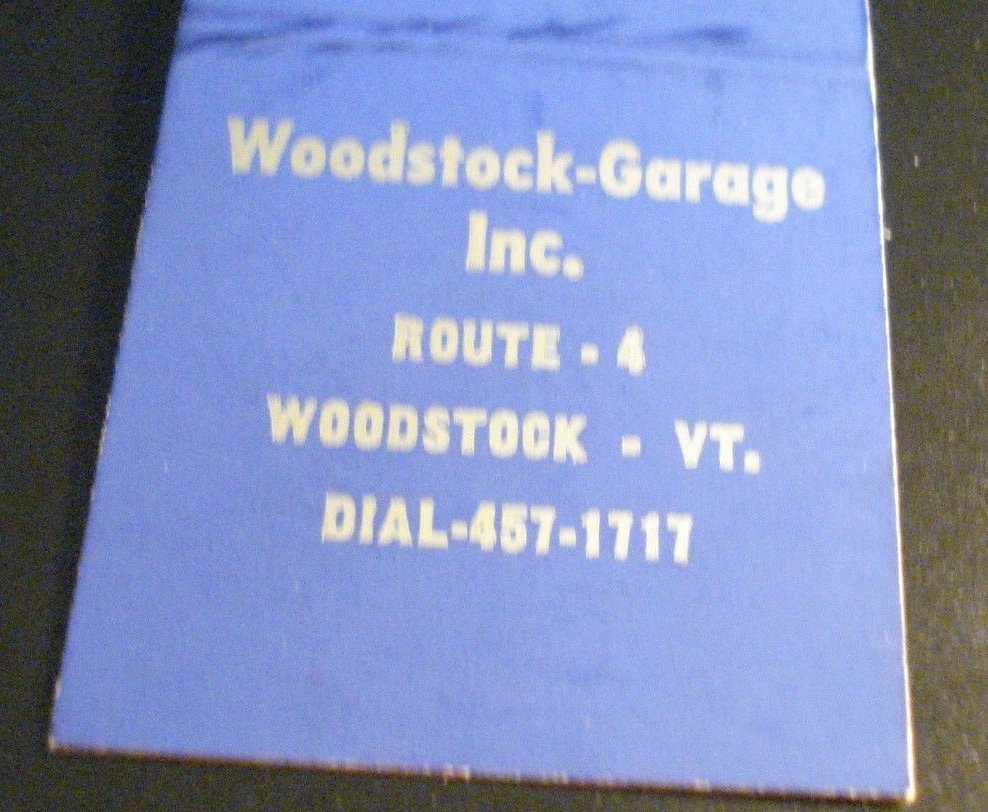 Woodstock-Garage
Inc.
ROUTE - 4
WOODSTOCK - VT.
DIAL-457-1717